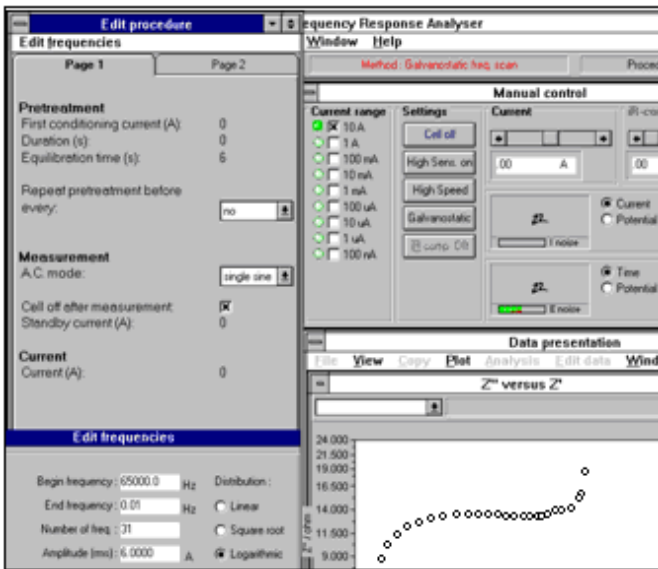 Edit procedure
Edit frequencies
Page 1
Page 2
Pretreatment
First conditioning current (A): 0
Duration (s): 0
Equilibration time (s): 6
Repeat pretreatment before
every: no
Measurement
A.C. mode: single sine
Cell off after measurement:
Standby current (A): 0
Current
Current (A): 0
Edit frequencies
Begin frequency : 65000.0 Hz
End frequency : 0.01 Hz
Number of freq. : 31
Amplitude (rms) : 6.0000 A
Distribution :
Linear
Square root
Logarithmic
equency Response Analyser
Window Help
Method : Galvanostatic freq. scan
Proced
Manual control
Current range
10 A
1 A
100 mA
10 mA
1 mA
100 uA
10 uA
1 uA
100 nA
Settings
Cell off
High Sens. on
High Speed
Galvanostatic
iR-comp. Off
Current
.00 A
iR-co
.00
I noise
Current
Potential
E noise
Time
Potential
Data presentation
File View Copy Plot Analysis Edit data Wind
Z'' versus Z'
24.000
21.500
19.000
16.500
14.000
11.500
9.000
Z'' / ohm